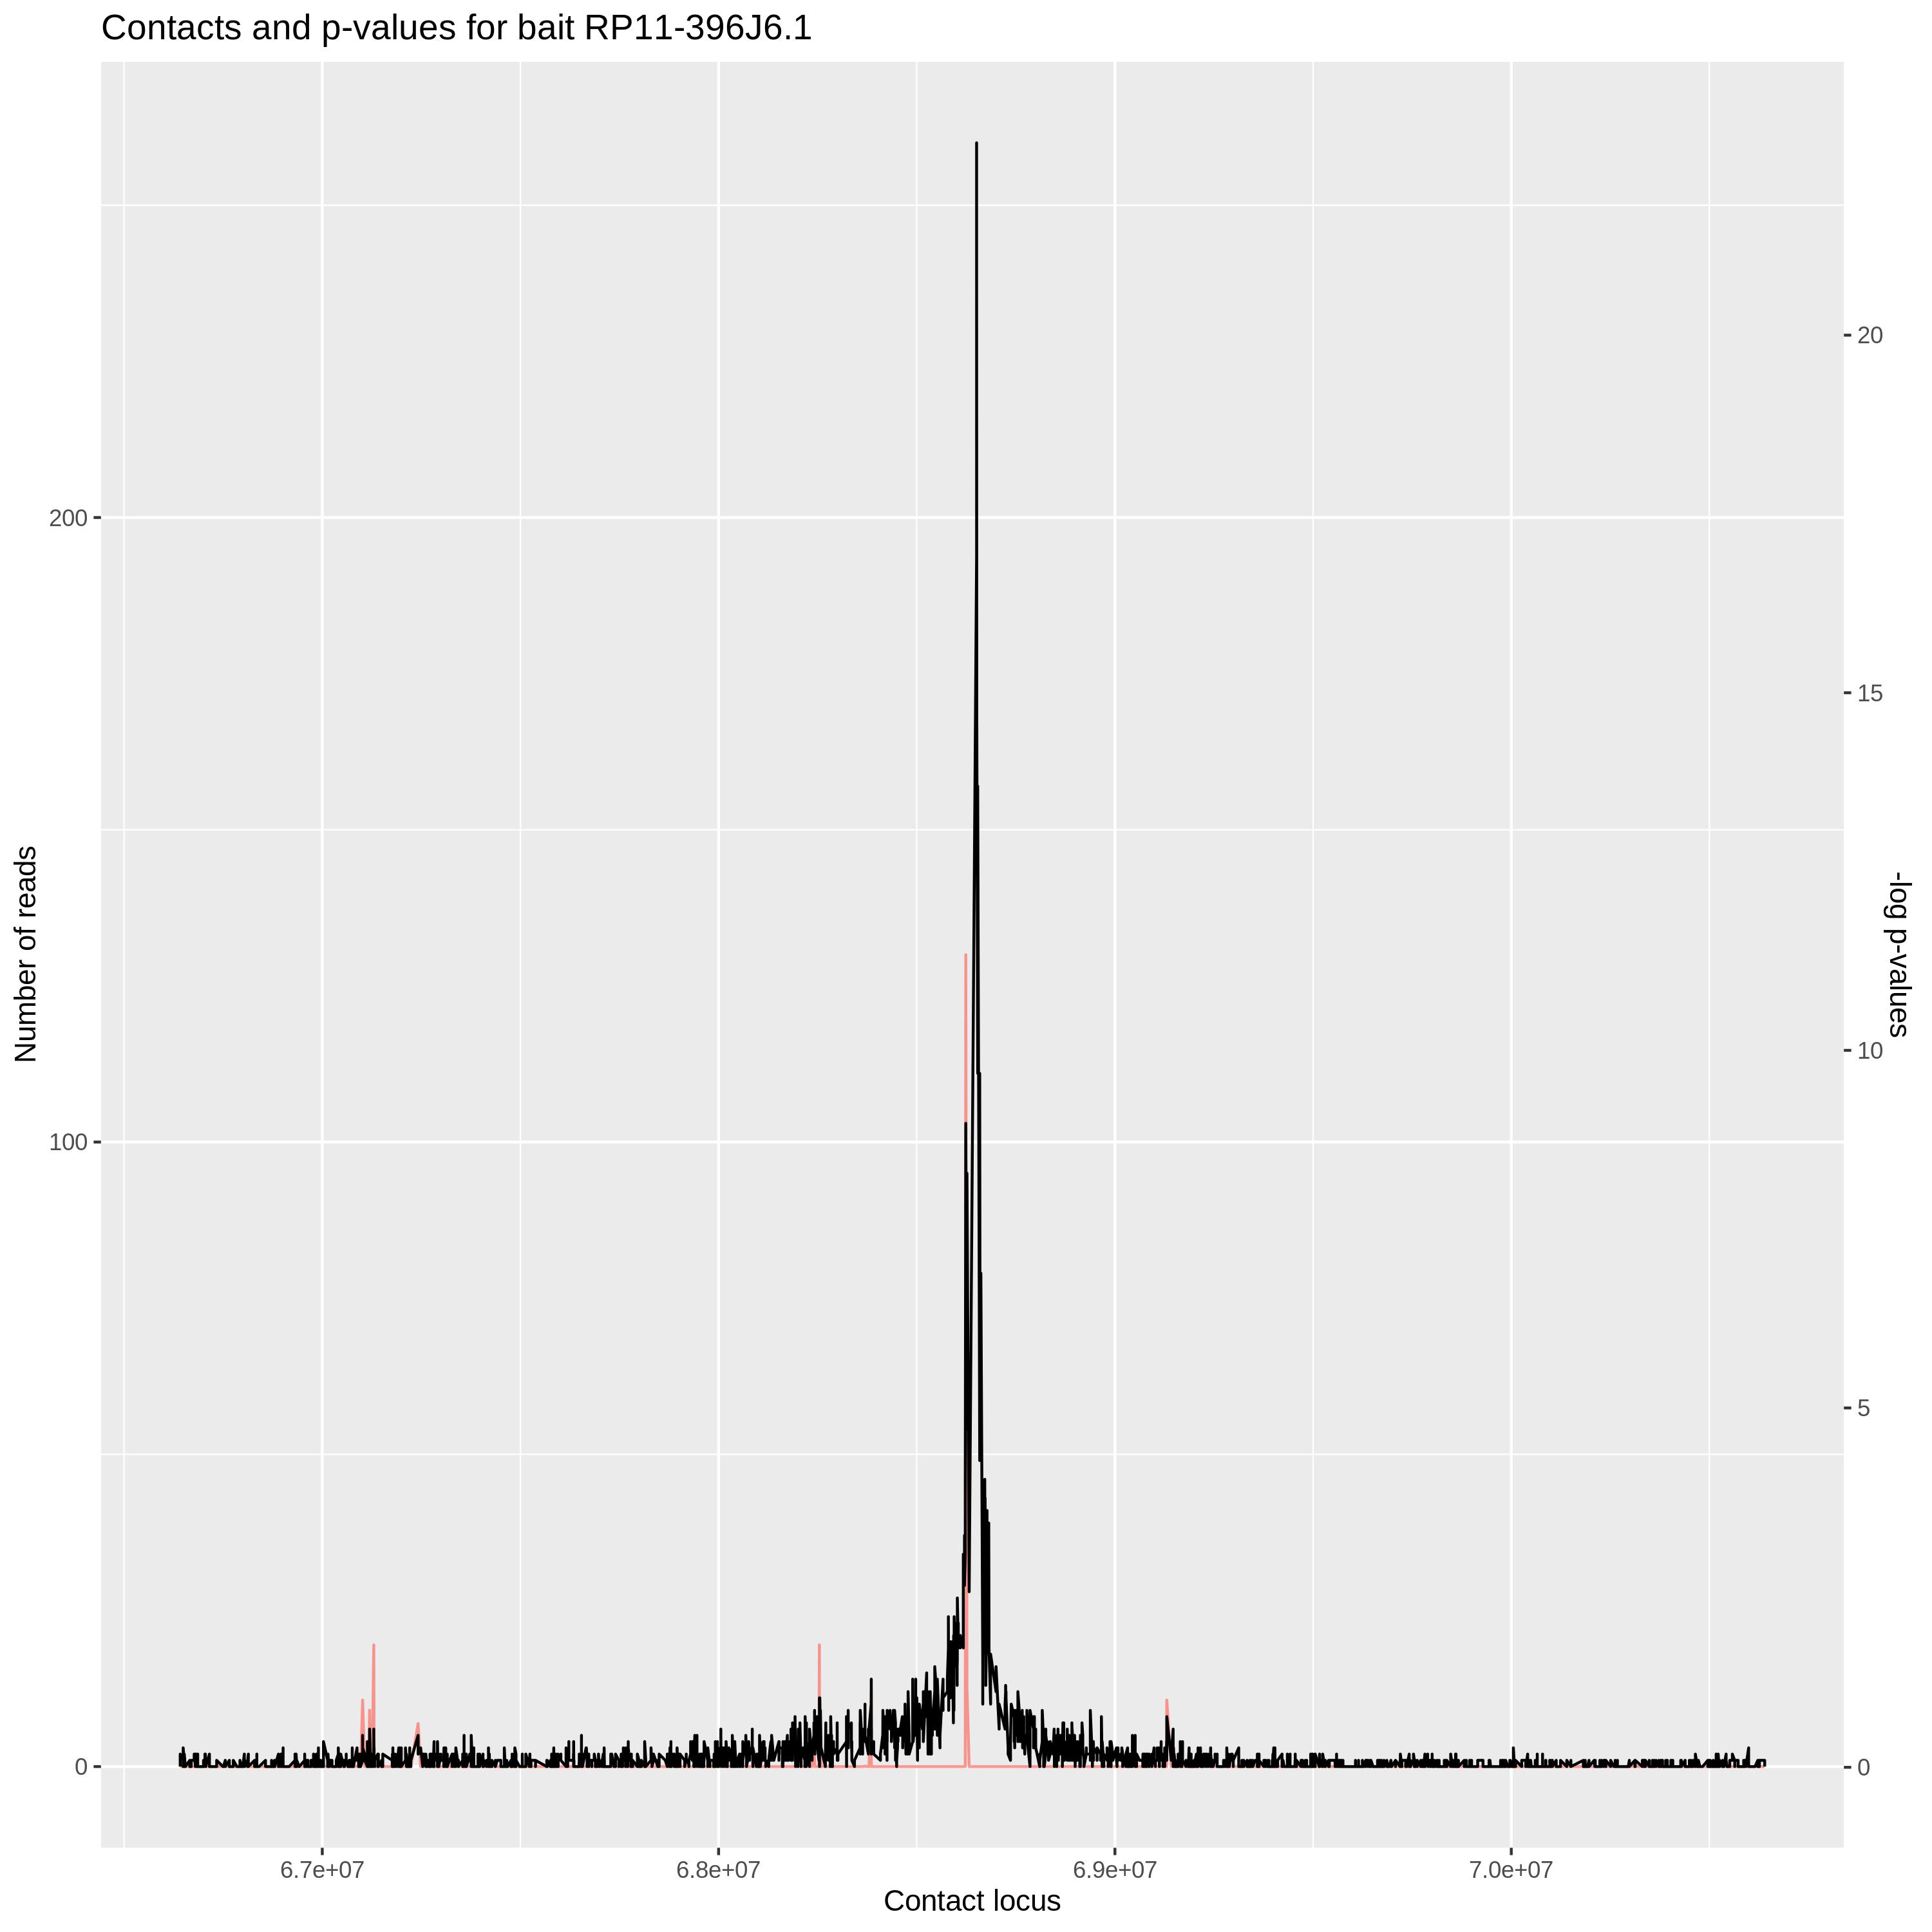 Contacts and p-values for bait RP11-396J6.1
Number of reads
200
100
0
20
15
10
5
0
-log p-values
6.7e+07
6.8e+07
6.9e+07
7.0e+07
Contact locus